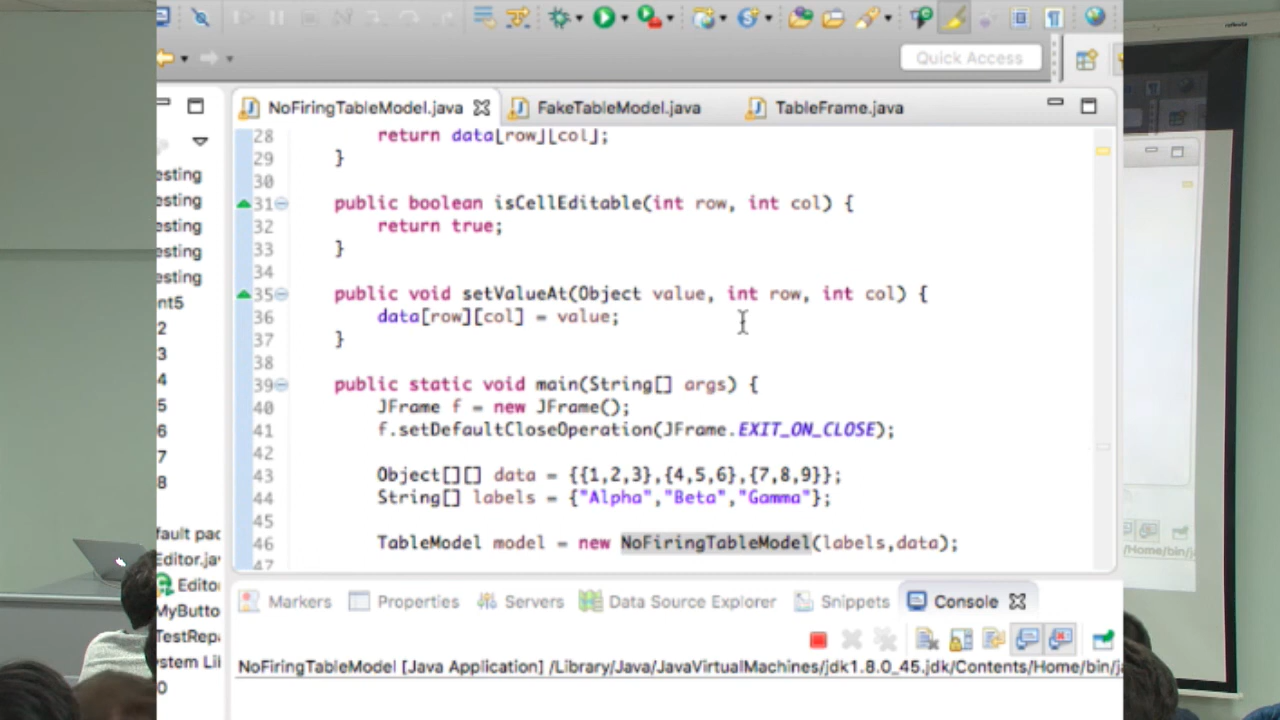 Quick Access
NoFiringTableModel.java
FakeTableModel.java
TableFrame.java
esting
esting
esting
esting
esting
nt5
2
3
4
5
6
7
8
fault pac
Editor.ja
Edito
MyButto
TestRep
stem Li
0
28 return data[row][col];
29 }
30
31 public boolean isCellEditable(int row, int col) {
32 return true;
33 }
34
35 public void setValueAt(Object value, int row, int col) {
36 data[row][col] = value;
37 }
38
39 public static void main(String[] args) {
40 JFrame f = new JFrame();
41 f.setDefaultCloseOperation(JFrame.EXIT_ON_CLOSE);
42
43 Object[][] data = {{1,2,3},{4,5,6},{7,8,9}};
44 String[] labels = {"Alpha","Beta","Gamma"};
45
46 TableModel model = new NoFiringTableModel(labels,data);
47
Markers
Properties
Servers
Data Source Explorer
Snippets
Console
NoFiringTableModel [Java Application] /Library/Java/JavaVirtualMachines/jdk1.8.0_45.jdk/Contents/Home/bin/j
/Home/bin/j